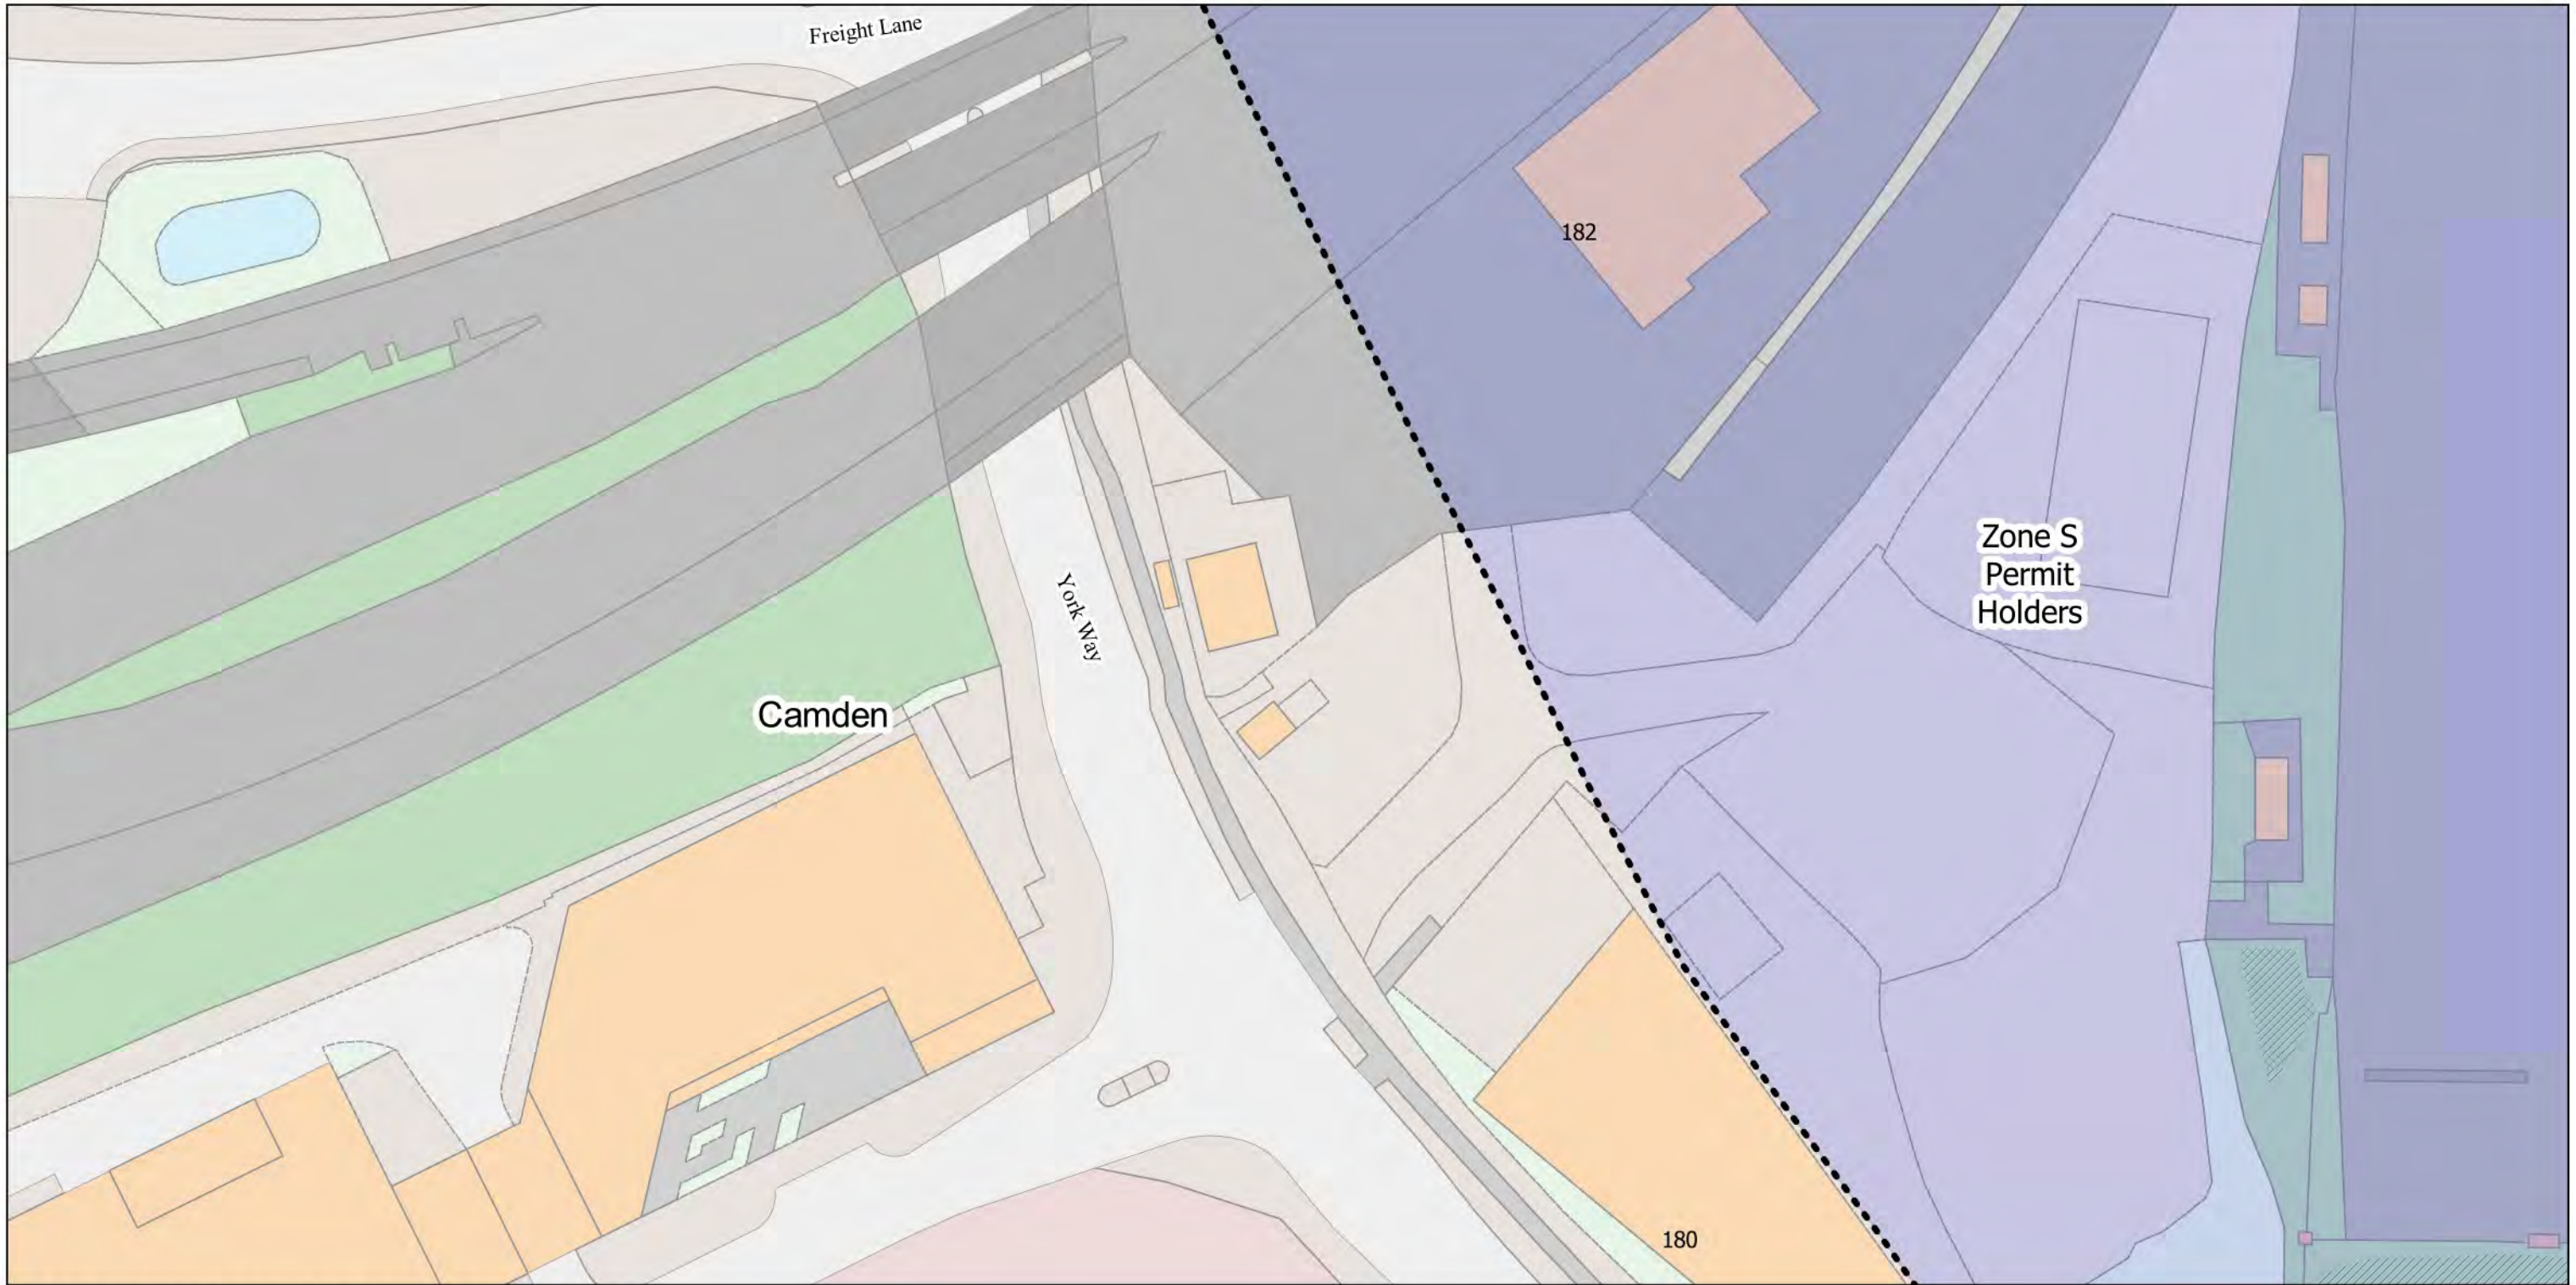 Freight Lane
182
Zone S
Permit
Holders
York Way
Camden
180